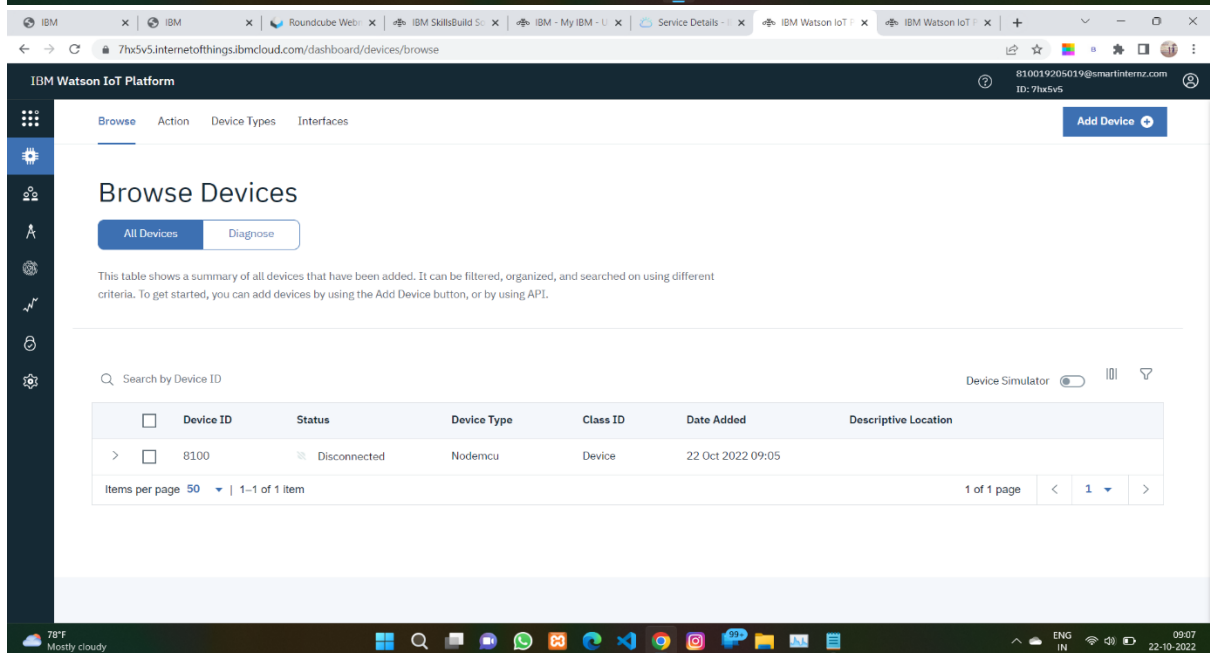 IBM
IBM
Roundcube Webr
IBM SkillsBuild So
IBM - My IBM - U
Service Details - I
IBM Watson IoT P
IBM Watson IoT P
7hx5v5.internetofthings.ibmcloud.com/dashboard/devices/browse
IBM Watson IoT Platform
810019205019@smartinternz.com
ID: 7hx5v5
Browse Action Device Types Interfaces
Add Device
Browse Devices
All Devices Diagnose
This table shows a summary of all devices that have been added. It can be filtered, organized, and searched on using different
criteria. To get started, you can add devices by using the Add Device button, or by using API.
Search by Device ID
Device Simulator
Device ID Status Device Type Class ID Date Added Descriptive Location
8100 Disconnected Nodemcu Device 22 Oct 2022 09:05
Items per page 50 | 1–1 of 1 item
1 of 1 page < 1 >
78°F
Mostly cloudy
99+
ENG
IN
09:07
22-10-2022